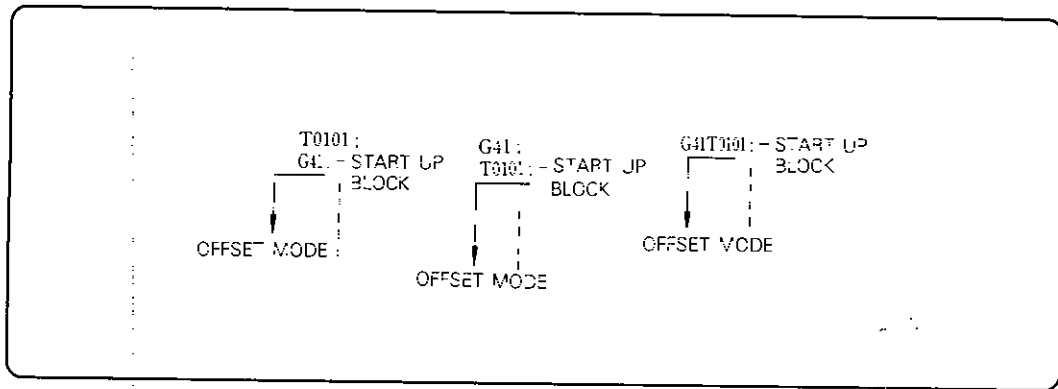 T0101;
G41; – START UP
BLOCK
OFFSET MODE
G41;
T0101; – START UP
BLOCK
OFFSET MODE
G41T0101; – START UP
BLOCK
OFFSET MODE